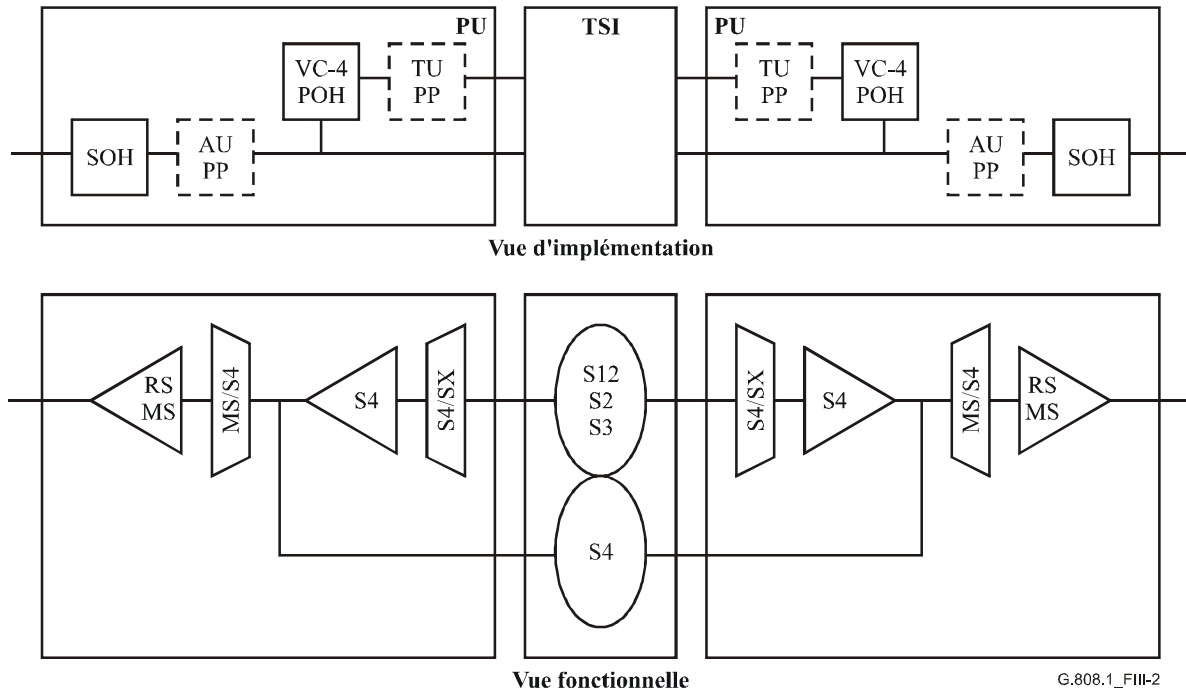 PU
TSI
PU
VC-4
POH
TU
PP
TU
PP
VC-4
POH
SOH
AU
PP
AU
PP
SOH
Vue d'implémentation
RS
MS
MS/S4
S4
S4/SX
S12
S2
S3
S4/SX
S4
MS/S4
RS
MS
S4
Vue fonctionnelle
G.808.1_FIII-2